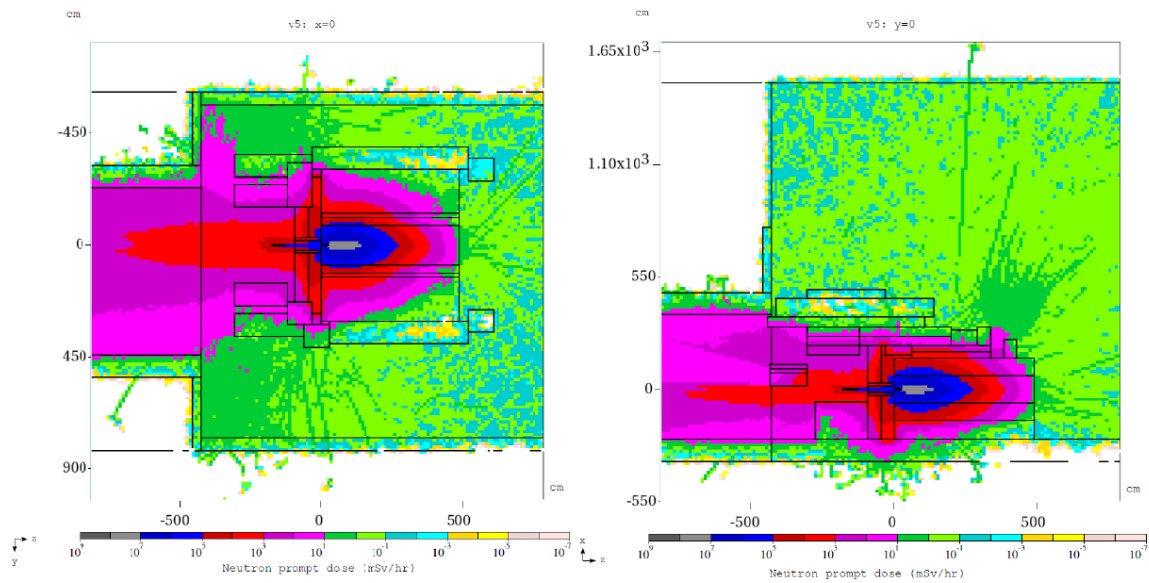 cm
v5: x=0
-450
0
450
900
cm
-500
0
500
z
y
10⁹ 10⁷ 10⁵ 10³ 10¹ 10⁻¹ 10⁻³ 10⁻⁵ 10⁻⁷
Neutron prompt dose (mSv/hr)
cm
v5: y=0
1.65x10³
1.10x10³
550
0
-550
cm
-500
0
500
x
z
10⁹ 10⁷ 10⁵ 10³ 10¹ 10⁻¹ 10⁻³ 10⁻⁵ 10⁻⁷
Neutron prompt dose (mSv/hr)